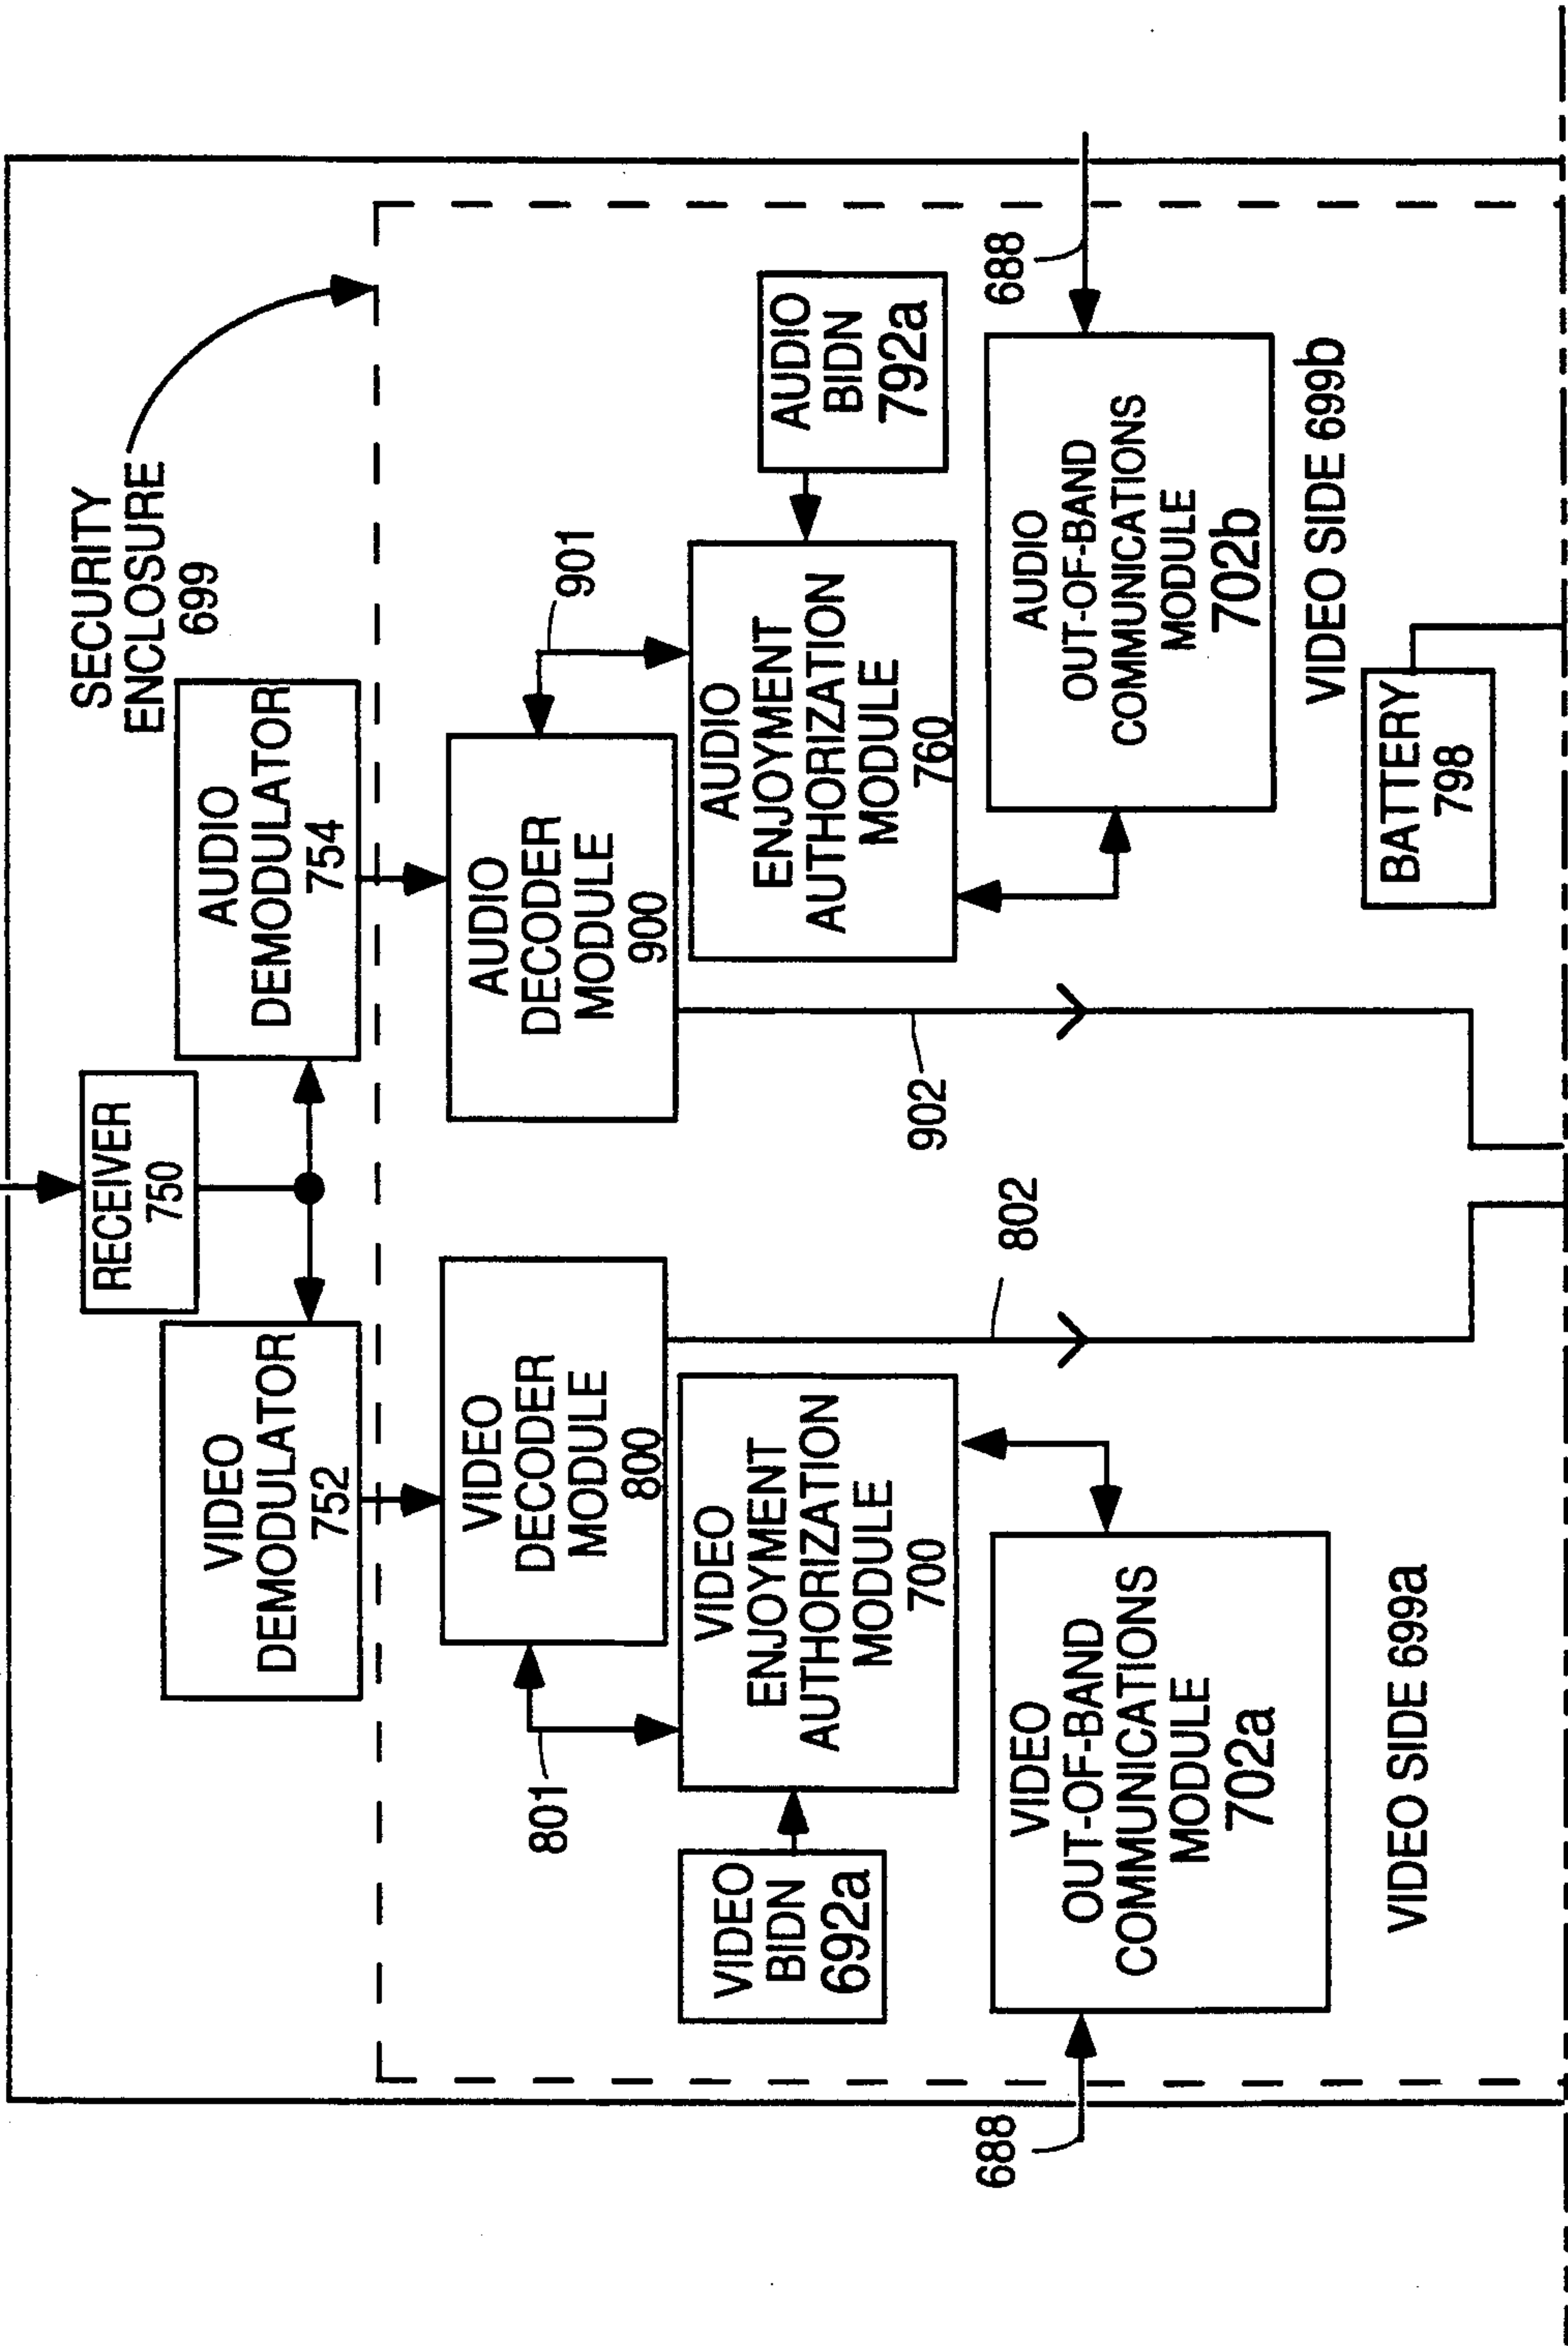 RECEIVER
750
VIDEO
DEMODULATOR
752
AUDIO
DEMODULATOR
754
SECURITY
ENCLOSURE
699
VIDEO
DECODER
MODULE
800
AUDIO
DECODER
MODULE
900
801
901
VIDEO
BIDN
692a
VIDEO
ENJOYMENT
AUTHORIZATION
MODULE
700
AUDIO
ENJOYMENT
AUTHORIZATION
MODULE
760
AUDIO
BIDN
792a
802
902
688
VIDEO
OUT-OF-BAND
COMMUNICATIONS
MODULE
702a
688
AUDIO
OUT-OF-BAND
COMMUNICATIONS
MODULE
702b
VIDEO SIDE 699a
VIDEO SIDE 699b
BATTERY
798